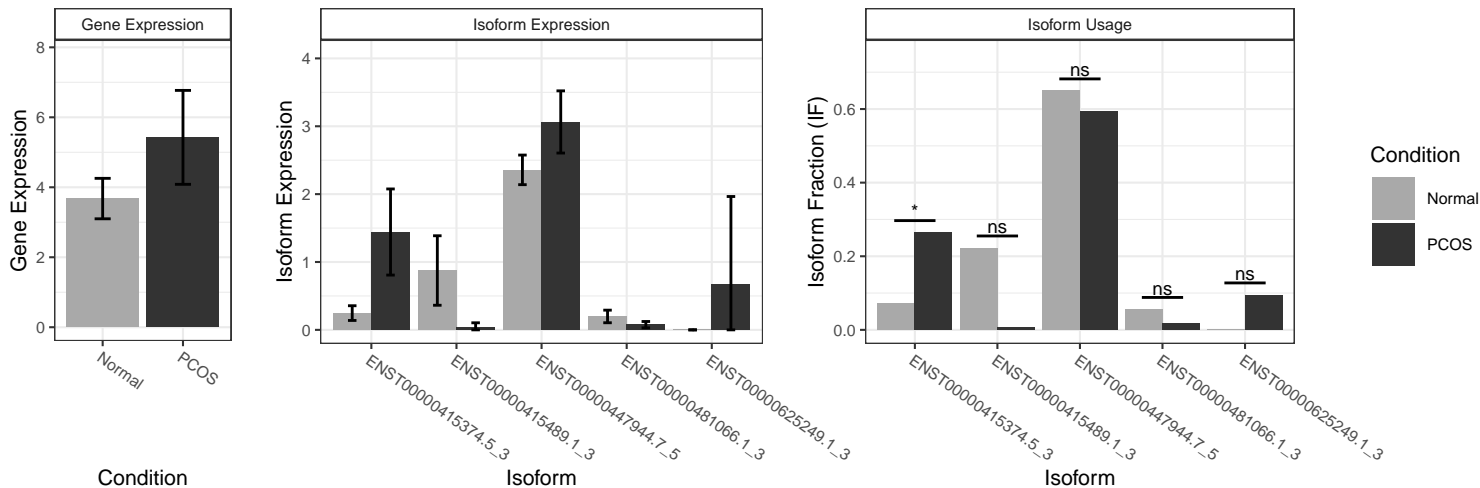 Gene Expression
Gene Expression
8
6
4
2
0
Normal
PCOS
Condition
Isoform Expression
Isoform Expression
4
3
2
1
0
ENST00000415374.5_3
ENST00000415489.1_3
ENST00000447944.7_5
ENST00000481066.1_3
ENST00000625249.1_3
Isoform
Isoform Usage
Isoform Fraction (IF)
0.6
0.4
0.2
0.0
*
ns
ns
ns
ns
ENST00000415374.5_3
ENST00000415489.1_3
ENST00000447944.7_5
ENST00000481066.1_3
ENST00000625249.1_3
Isoform
Condition
Normal
PCOS